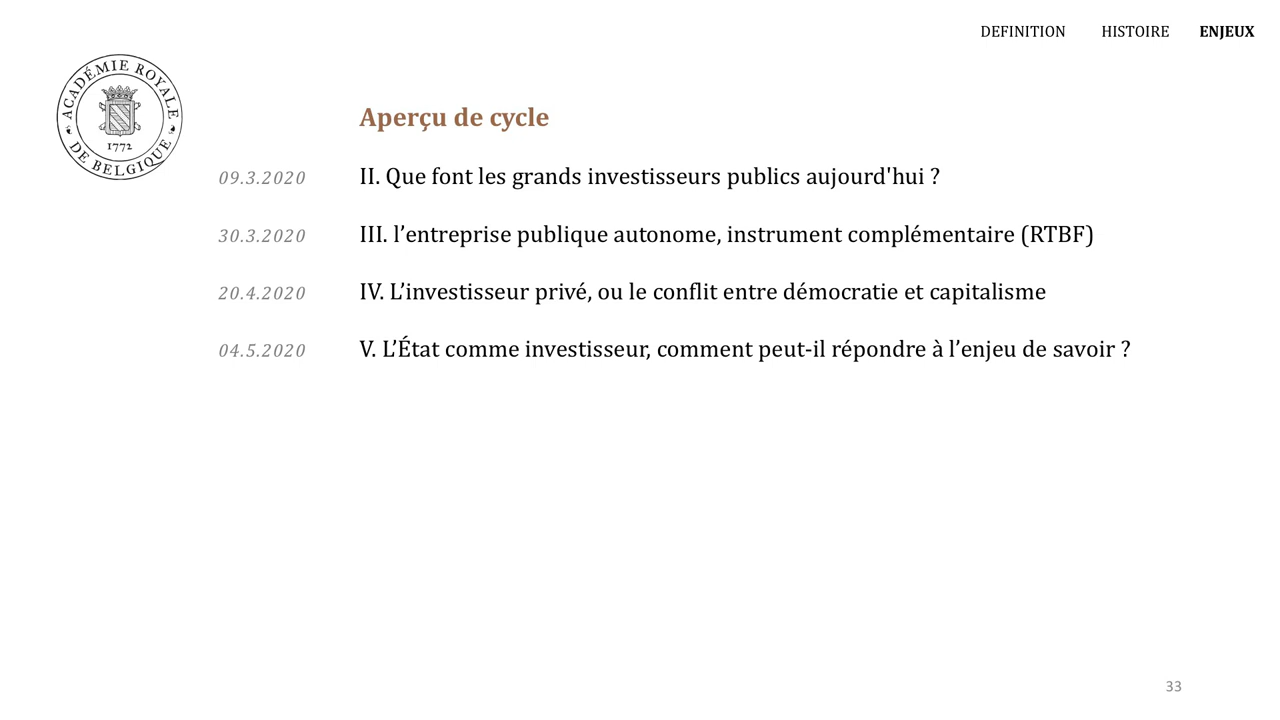 DEFINITION HISTOIRE ENJEUX
ACADÉMIE ROYALE
DE BELGIQUE
1772
Aperçu de cycle
09.3.2020 II. Que font les grands investisseurs publics aujourd'hui ?
30.3.2020 III. l’entreprise publique autonome, instrument complémentaire (RTBF)
20.4.2020 IV. L’investisseur privé, ou le conflit entre démocratie et capitalisme
04.5.2020 V. L’État comme investisseur, comment peut-il répondre à l’enjeu de savoir ?
33